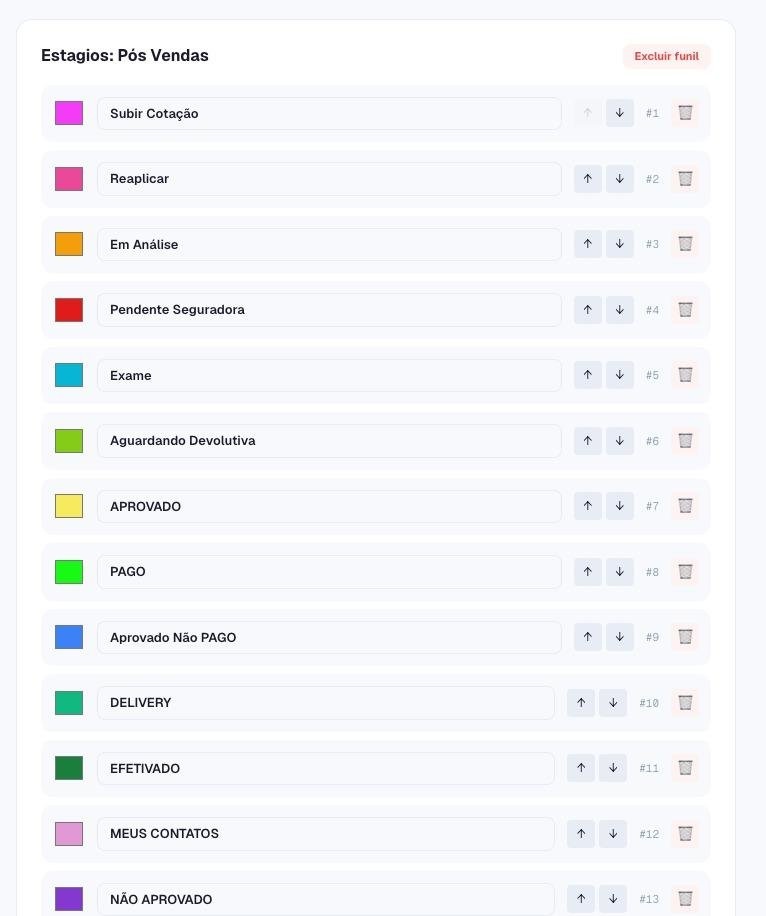 Estagios: Pós Vendas
Excluir funil
Subir Cotação ↑ ↓ #1
Reaplicar ↑ ↓ #2
Em Análise ↑ ↓ #3
Pendente Seguradora ↑ ↓ #4
Exame ↑ ↓ #5
Aguardando Devolutiva ↑ ↓ #6
APROVADO ↑ ↓ #7
PAGO ↑ ↓ #8
Aprovado Não PAGO ↑ ↓ #9
DELIVERY ↑ ↓ #10
EFETIVADO ↑ ↓ #11
MEUS CONTATOS ↑ ↓ #12
NÃO APROVADO ↑ ↓ #13